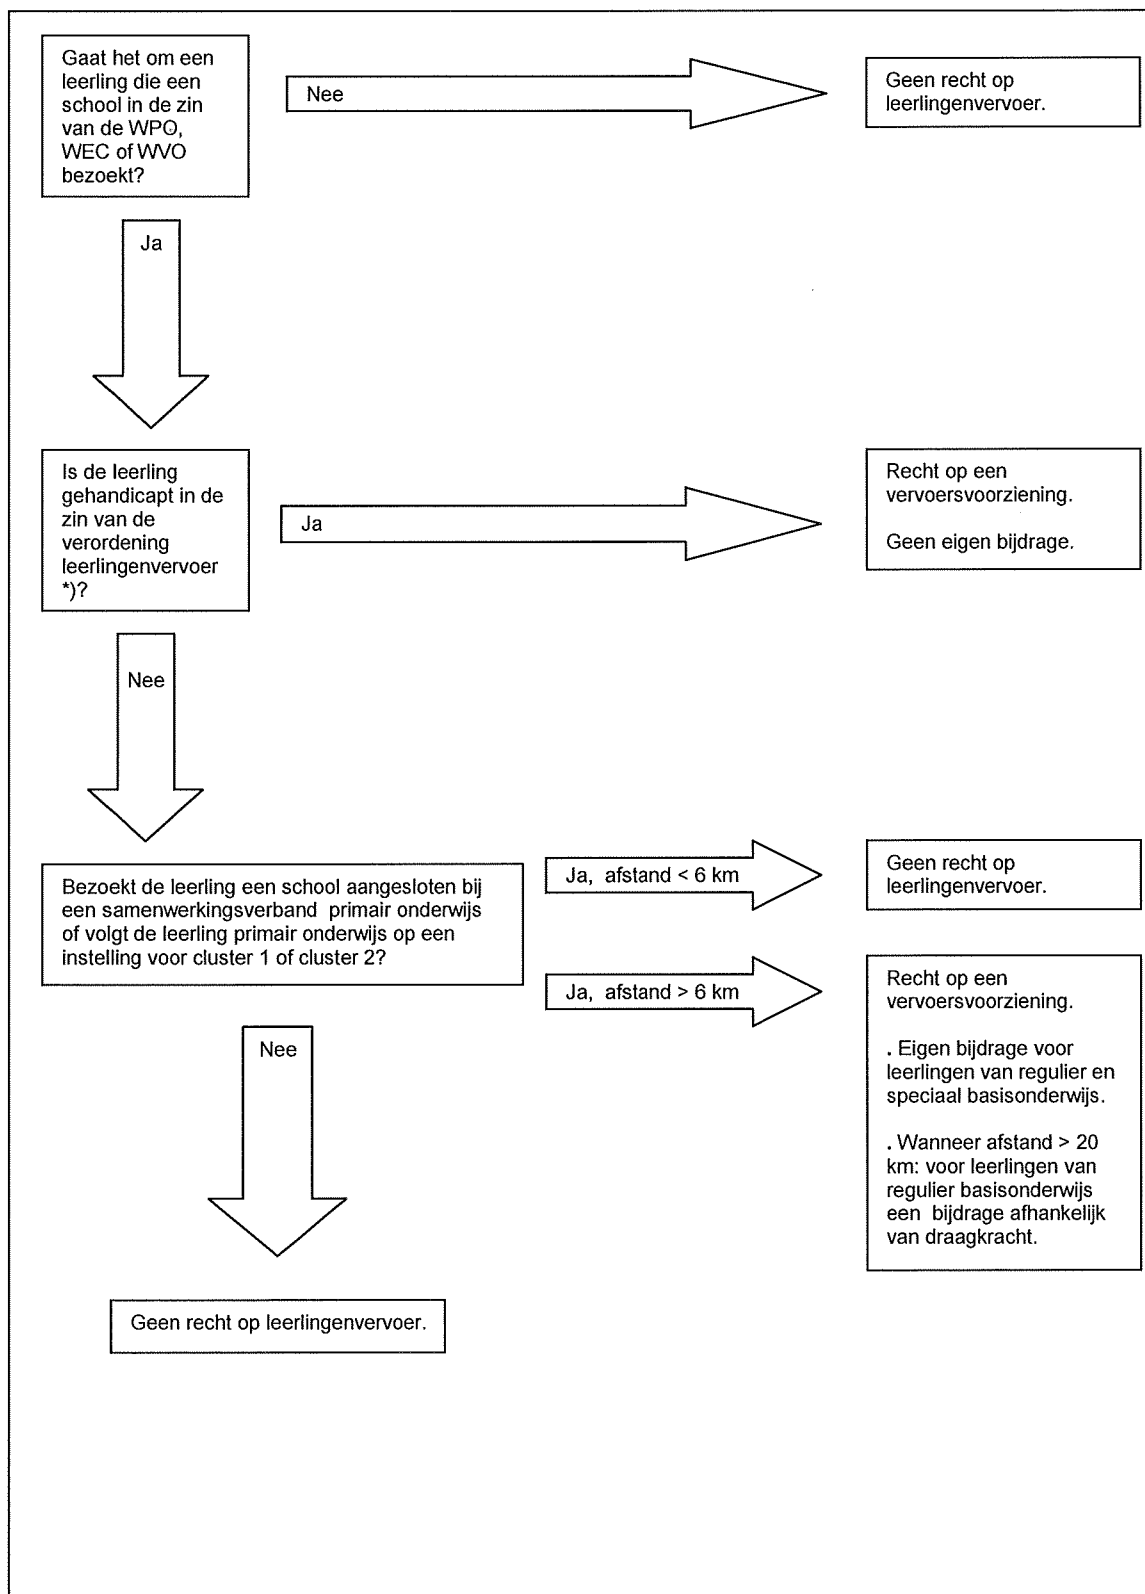 Gaat het om een
leerling die een
school in de zin
van de WPO,
WEC of WVO
bezoekt?
Nee
Geen recht op
leerlingenvervoer.
Ja
Is de leerling
gehandicapt in de
zin van de
verordening
leerlingenvervoer
*)?
Ja
Recht op een
vervoersvoorziening.
Geen eigen bijdrage.
Nee
Bezoekt de leerling een school aangesloten bij
een samenwerkingsverband primair onderwijs
of volgt de leerling primair onderwijs op een
instelling voor cluster 1 of cluster 2?
Ja, afstand < 6 km
Geen recht op
leerlingenvervoer.
Ja, afstand > 6 km
Recht op een
vervoersvoorziening.
. Eigen bijdrage voor
leerlingen van regulier en
speciaal basisonderwijs.
. Wanneer afstand > 20
km: voor leerlingen van
regulier basisonderwijs
een bijdrage afhankelijk
van draagkracht.
Nee
Geen recht op leerlingenvervoer.